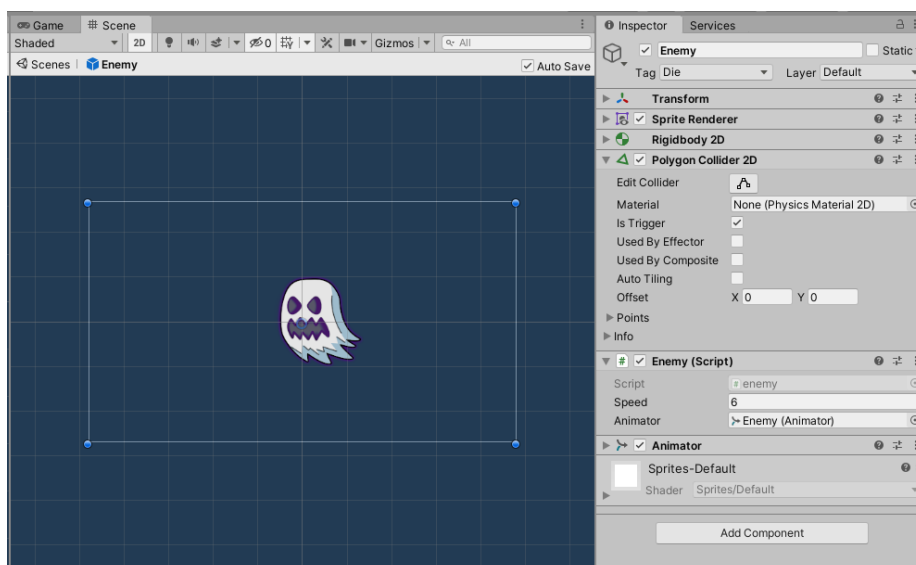 Game
Scene
Shaded
2D
0
Gizmos
All
Scenes
Enemy
Auto Save
Inspector
Services
Enemy
Static
Tag Die
Layer Default
Transform
Sprite Renderer
Rigidbody 2D
Polygon Collider 2D
Edit Collider
Material None (Physics Material 2D)
Is Trigger
Used By Effector
Used By Composite
Auto Tiling
Offset X 0 Y 0
Points
Info
# Enemy (Script)
Script enemy
Speed 6
Animator Enemy (Animator)
Animator
Sprites-Default
Shader Sprites/Default
Add Component